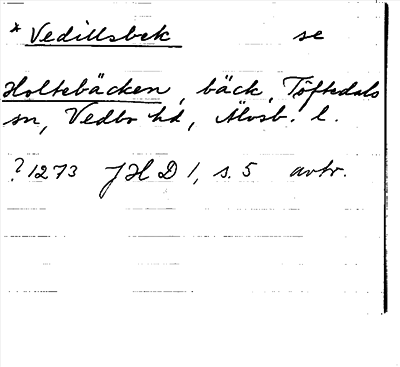 * Vedillsbek se
Holtebäcken, bäck, Töftedals
sn, Vedbo hd, Älvsb. l.
? 1273 JHD 1, s. 5 avtr.